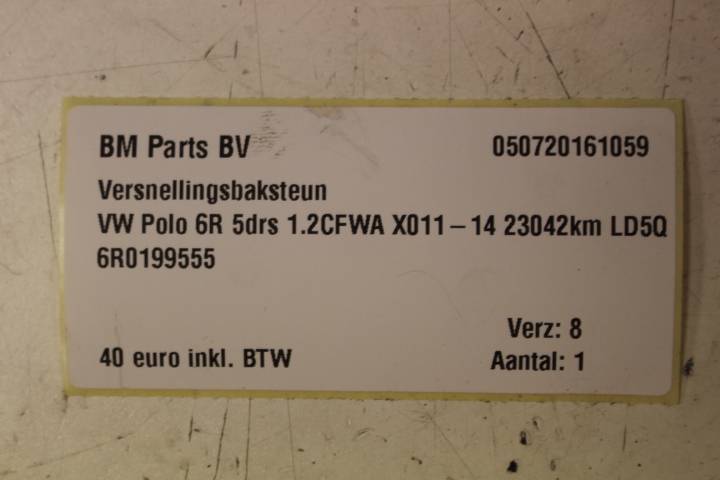 BM Parts BV 050720161059
Versnellingsbaksteun
VW Polo 6R 5drs 1.2CFWA X011-14 23042km LD5Q
6R0199555
Verz: 8
40 euro inkl. BTW Aantal: 1